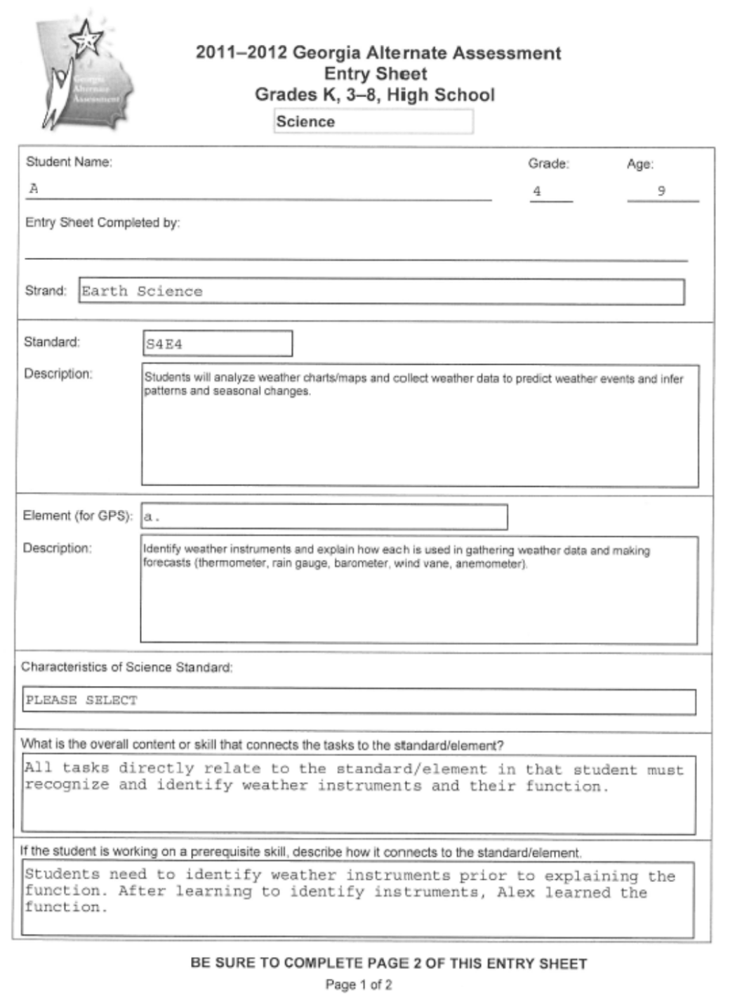 Georgia
Alternate
Assessment
2011–2012 Georgia Alternate Assessment
Entry Sheet
Grades K, 3–8, High School
Science
Student Name:
Grade:
Age:
A
4
9
Entry Sheet Completed by:
Strand:
Earth Science
Standard:
S4E4
Description:
Students will analyze weather charts/maps and collect weather data to predict weather events and infer
patterns and seasonal changes.
Element (for GPS):
a.
Description:
Identify weather instruments and explain how each is used in gathering weather data and making
forecasts (thermometer, rain gauge, barometer, wind vane, anemometer).
Characteristics of Science Standard:
PLEASE SELECT
What is the overall content or skill that connects the tasks to the standard/element?
All tasks directly relate to the standard/element in that student must
recognize and identify weather instruments and their function.
If the student is working on a prerequisite skill, describe how it connects to the standard/element.
Students need to identify weather instruments prior to explaining the
function. After learning to identify instruments, Alex learned the
function.
BE SURE TO COMPLETE PAGE 2 OF THIS ENTRY SHEET
Page 1 of 2